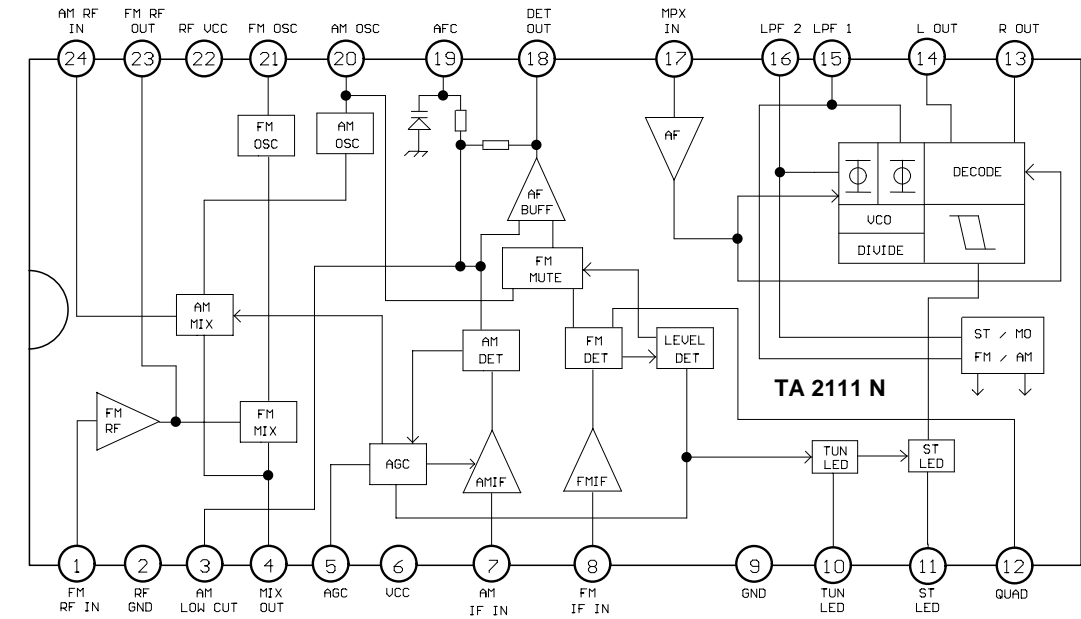 AM RF
IN
FM RF
OUT
RF VCC
FM OSC
AM OSC
AFC
DET
OUT
MPX
IN
LPF 2
LPF 1
L OUT
R OUT
24
23
22
21
20
19
18
17
16
15
14
13
FM
OSC
AM
OSC
AF
AF
BUFF
DECODE
VCO
DIVIDE
FM
MUTE
AM
MIX
AM
DET
FM
DET
LEVEL
DET
ST / MO
FM / AM
TA 2111 N
FM
RF
FM
MIX
AGC
AMIF
FMIF
TUN
LED
ST
LED
1
2
3
4
5
6
7
8
9
10
11
12
FM
RF IN
RF
GND
AM
LOW CUT
MIX
OUT
AGC
VCC
AM
IF IN
FM
IF IN
GND
TUN
LED
ST
LED
QUAD